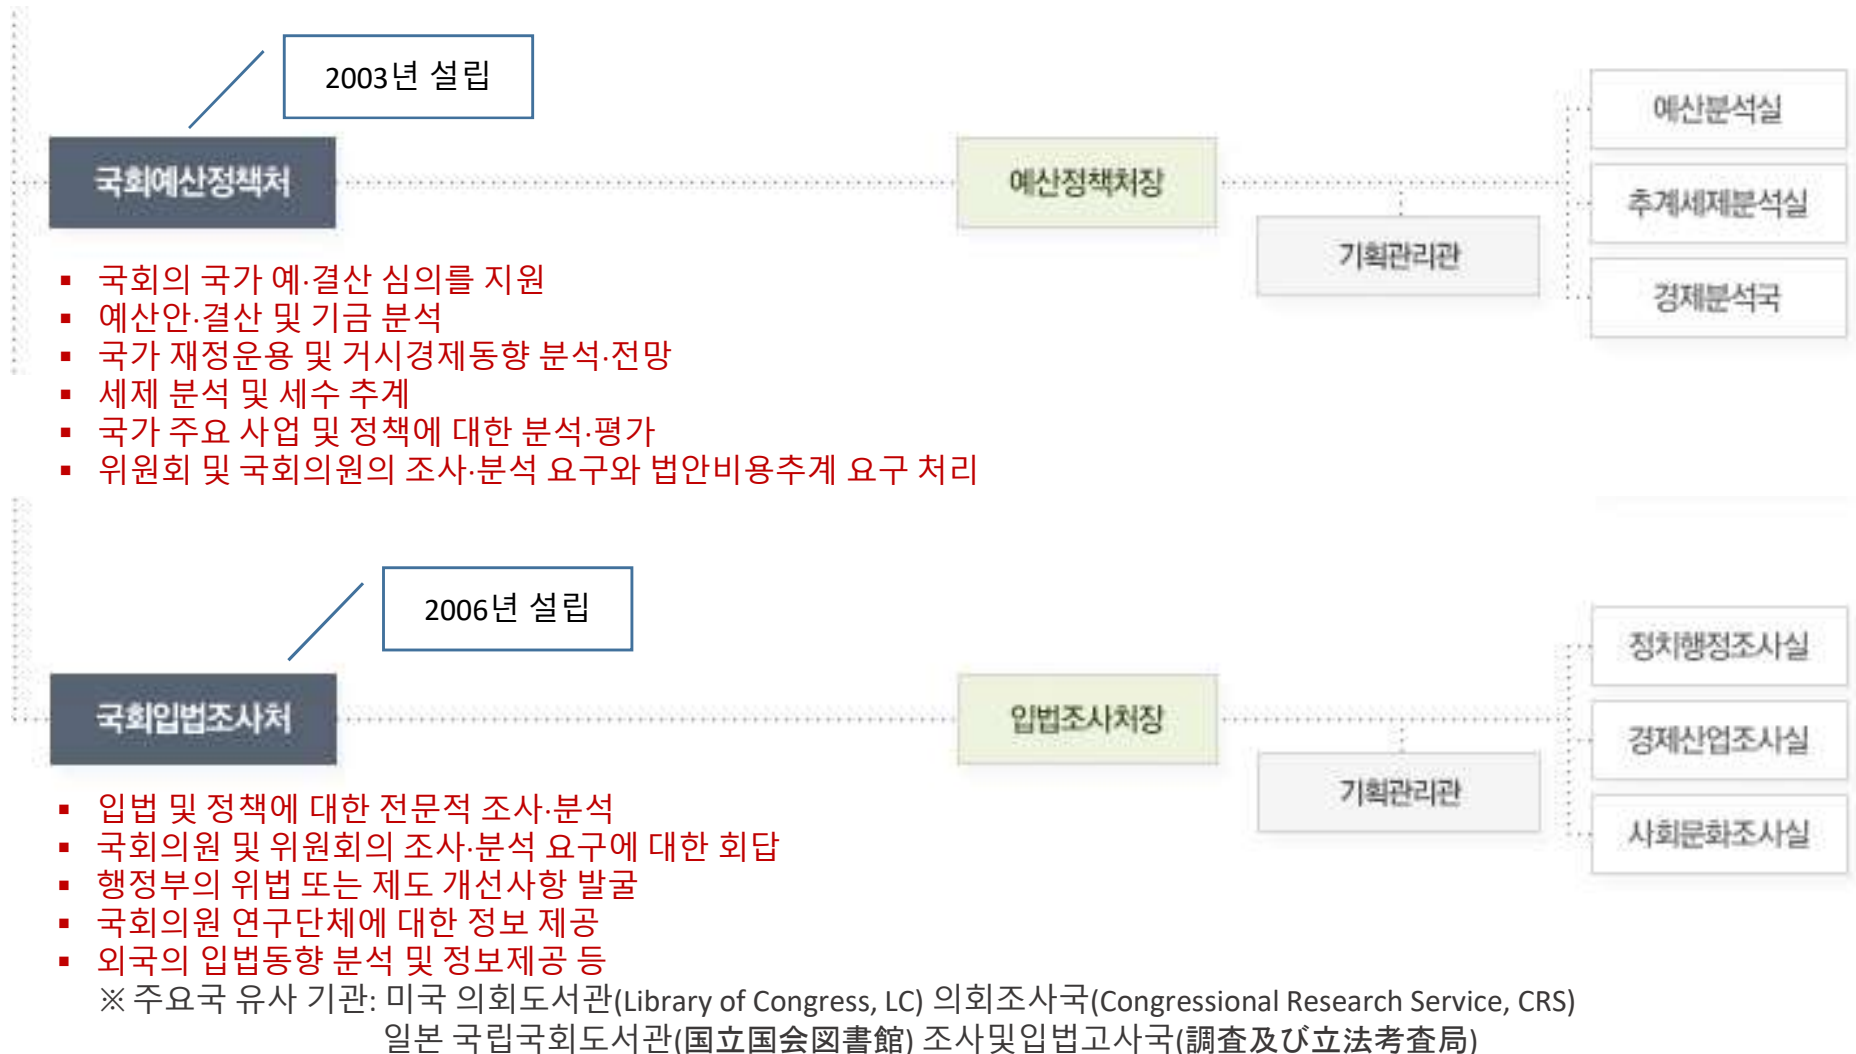 2003년 설립
국회예산정책처
예산정책처장
기획관리관
예산분석실
추계세제분석실
경제분석국
▪ 국회의 국가 예·결산 심의를 지원
▪ 예산안·결산 및 기금 분석
▪ 국가 재정운용 및 거시경제동향 분석·전망
▪ 세제 분석 및 세수 추계
▪ 국가 주요 사업 및 정책에 대한 분석·평가
▪ 위원회 및 국회의원의 조사·분석 요구와 법안비용추계 요구 처리
2006년 설립
국회입법조사처
입법조사처장
기획관리관
정치행정조사실
경제산업조사실
사회문화조사실
▪ 입법 및 정책에 대한 전문적 조사·분석
▪ 국회의원 및 위원회의 조사·분석 요구에 대한 회답
▪ 행정부의 위법 또는 제도 개선사항 발굴
▪ 국회의원 연구단체에 대한 정보 제공
▪ 외국의 입법동향 분석 및 정보제공 등
※ 주요국 유사 기관: 미국 의회도서관(Library of Congress, LC) 의회조사국(Congressional Research Service, CRS)
일본 국립국회도서관(国立国会図書館) 조사및입법고사국(調査及び立法考査局)